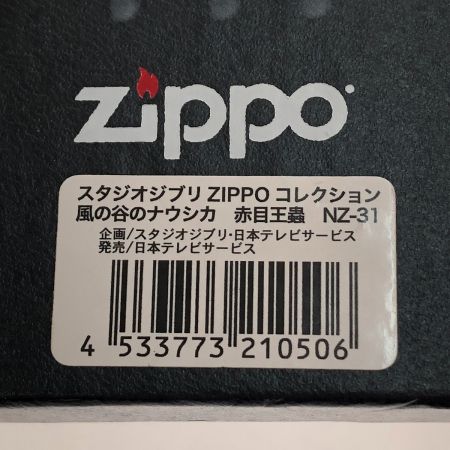 zippo
スタジオジブリ ZIPPO コレクション
風の谷のナウシカ　赤目王蟲　NZ-31
企画/スタジオジブリ・日本テレビサービス
発売/日本テレビサービス
4 533773 210506